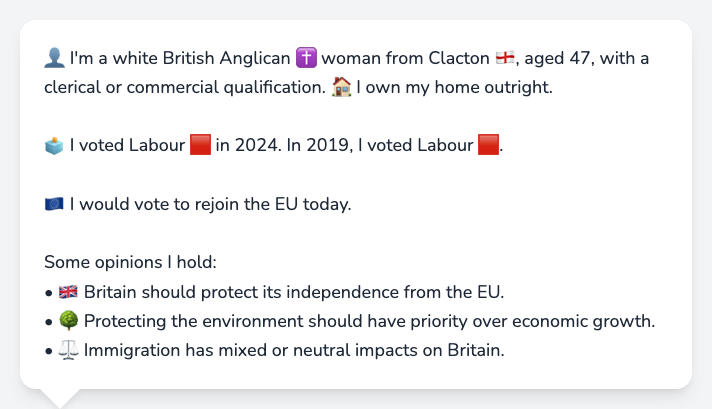 👤 I'm a white British Anglican ✝️ woman from Clacton 🏴󠁧󠁢󠁥󠁮󠁧󠁿, aged 47, with a
clerical or commercial qualification. 🏠 I own my home outright.
🗳️ I voted Labour 🟥 in 2024. In 2019, I voted Labour 🟥.
🇪🇺 I would vote to rejoin the EU today.
Some opinions I hold:
• 🇬🇧 Britain should protect its independence from the EU.
• 🌳 Protecting the environment should have priority over economic growth.
• ⚖️ Immigration has mixed or neutral impacts on Britain.